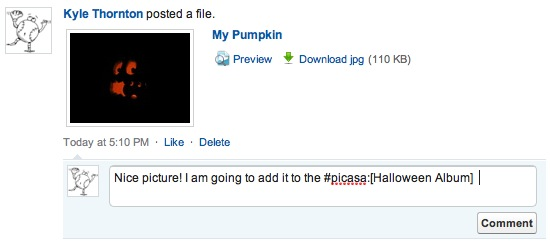 Kyle Thornton posted a file.
My Pumpkin
Preview Download jpg (110 KB)
Today at 5:10 PM · Like · Delete
Nice picture! I am going to add it to the #picasa:[Halloween Album]
Comment